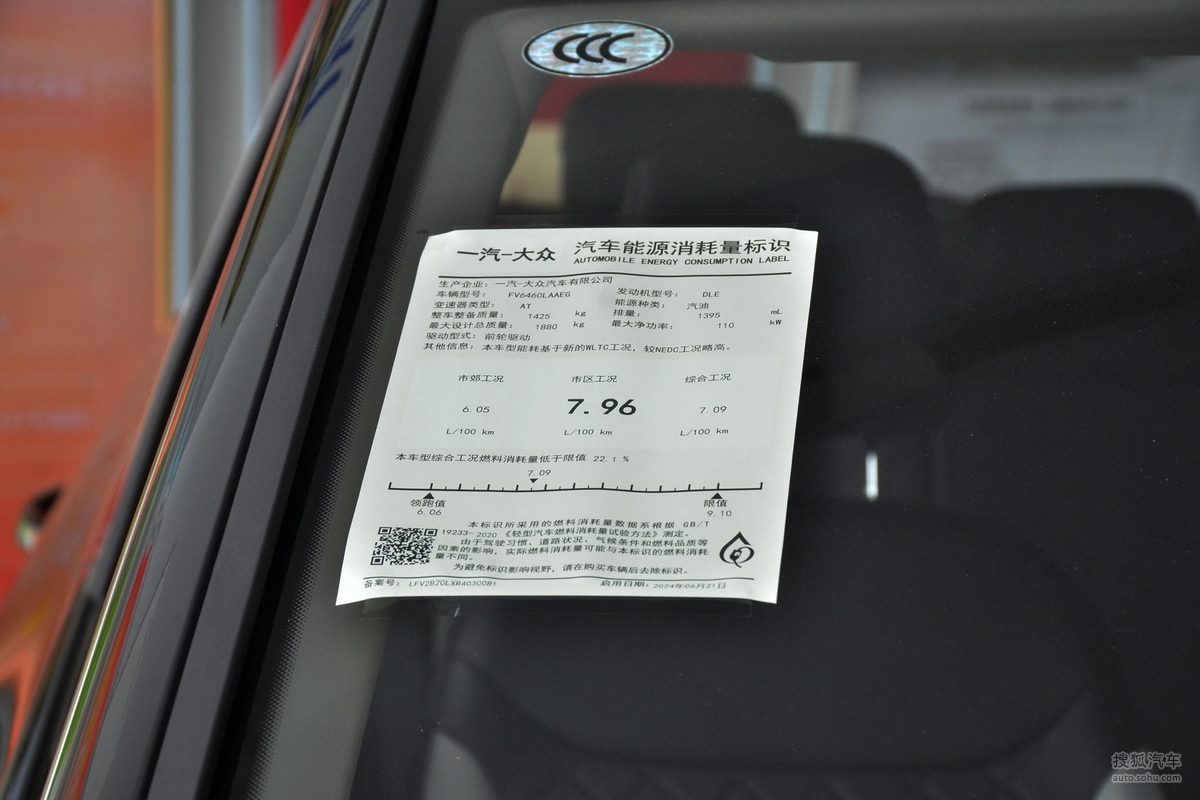 CCC
一汽-大众 汽车能源消耗量标识
AUTOMOBILE ENERGY CONSUMPTION LABEL
生产企业：一汽-大众汽车有限公司
车辆型号： FV6460LAAEG 发动机型号： DLE
变速器类型： AT 能源种类： 汽油
整车整备质量： 1425 kg 排量： 1395 mL
最大设计总质量： 1880 kg 最大净功率： 110 kW
驱动型式：前轮驱动
其他信息：本车型能耗基于新的WLTC工况，较NEDC工况略高。
市郊工况 市区工况 综合工况
6.05 7.96 7.09
L/100 km L/100 km L/100 km
本车型综合工况燃料消耗量低于限值 22.1 %
7.09
领跑值 限值
6.06 9.10
本标识所采用的燃料消耗量数据系根据 GB/T
19233-2020《轻型汽车燃料消耗量试验方法》测定。
由于驾驶习惯、道路状况、气候条件和燃料品质等
因素的影响，实际燃料消耗量可能与本标识的燃料消耗
量不同。
为避免标识影响视野，请在购买车辆后去除标识。
备案号： LFV2B20LXR4030081 启用日期：2024年06月21日
搜狐汽车
auto.sohu.com